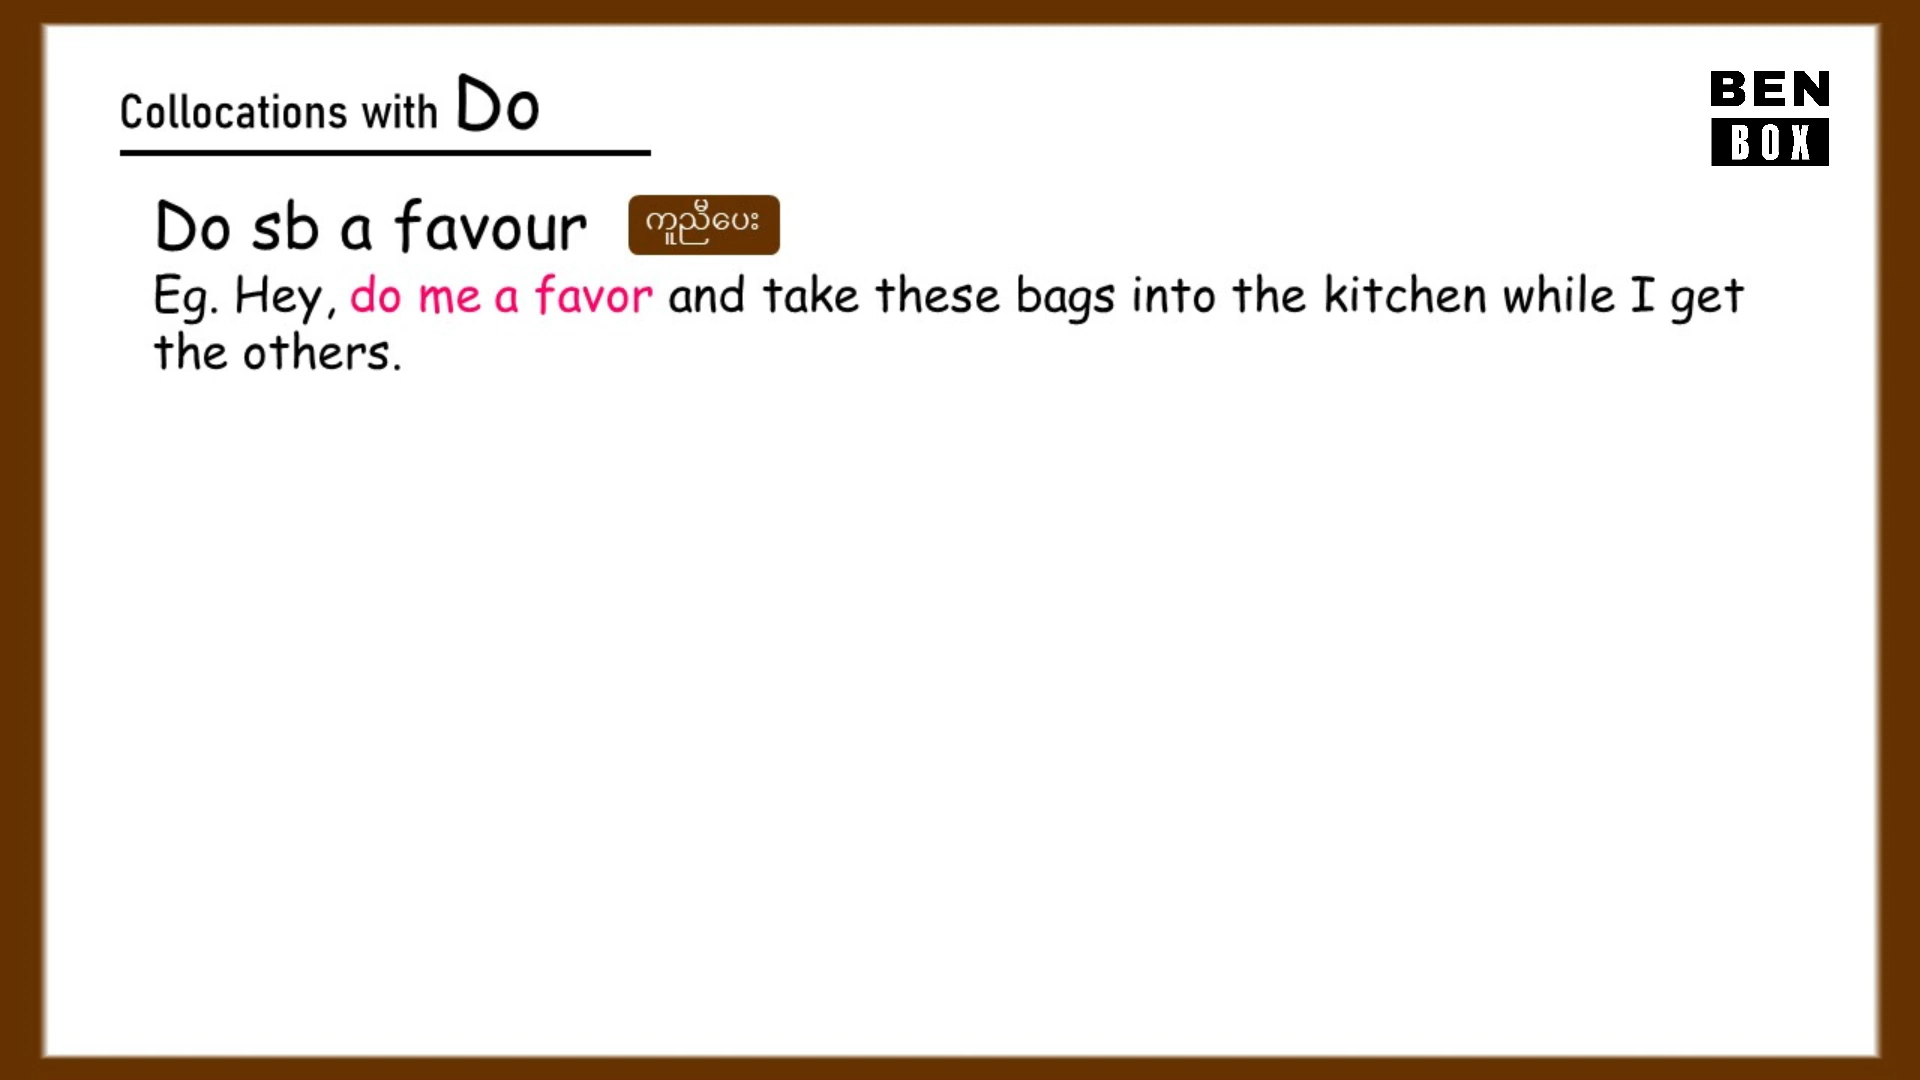 Collocations with Do
BEN
BOX
Do sb a favour ကူညီပေး
Eg. Hey, do me a favor and take these bags into the kitchen while I get
the others.